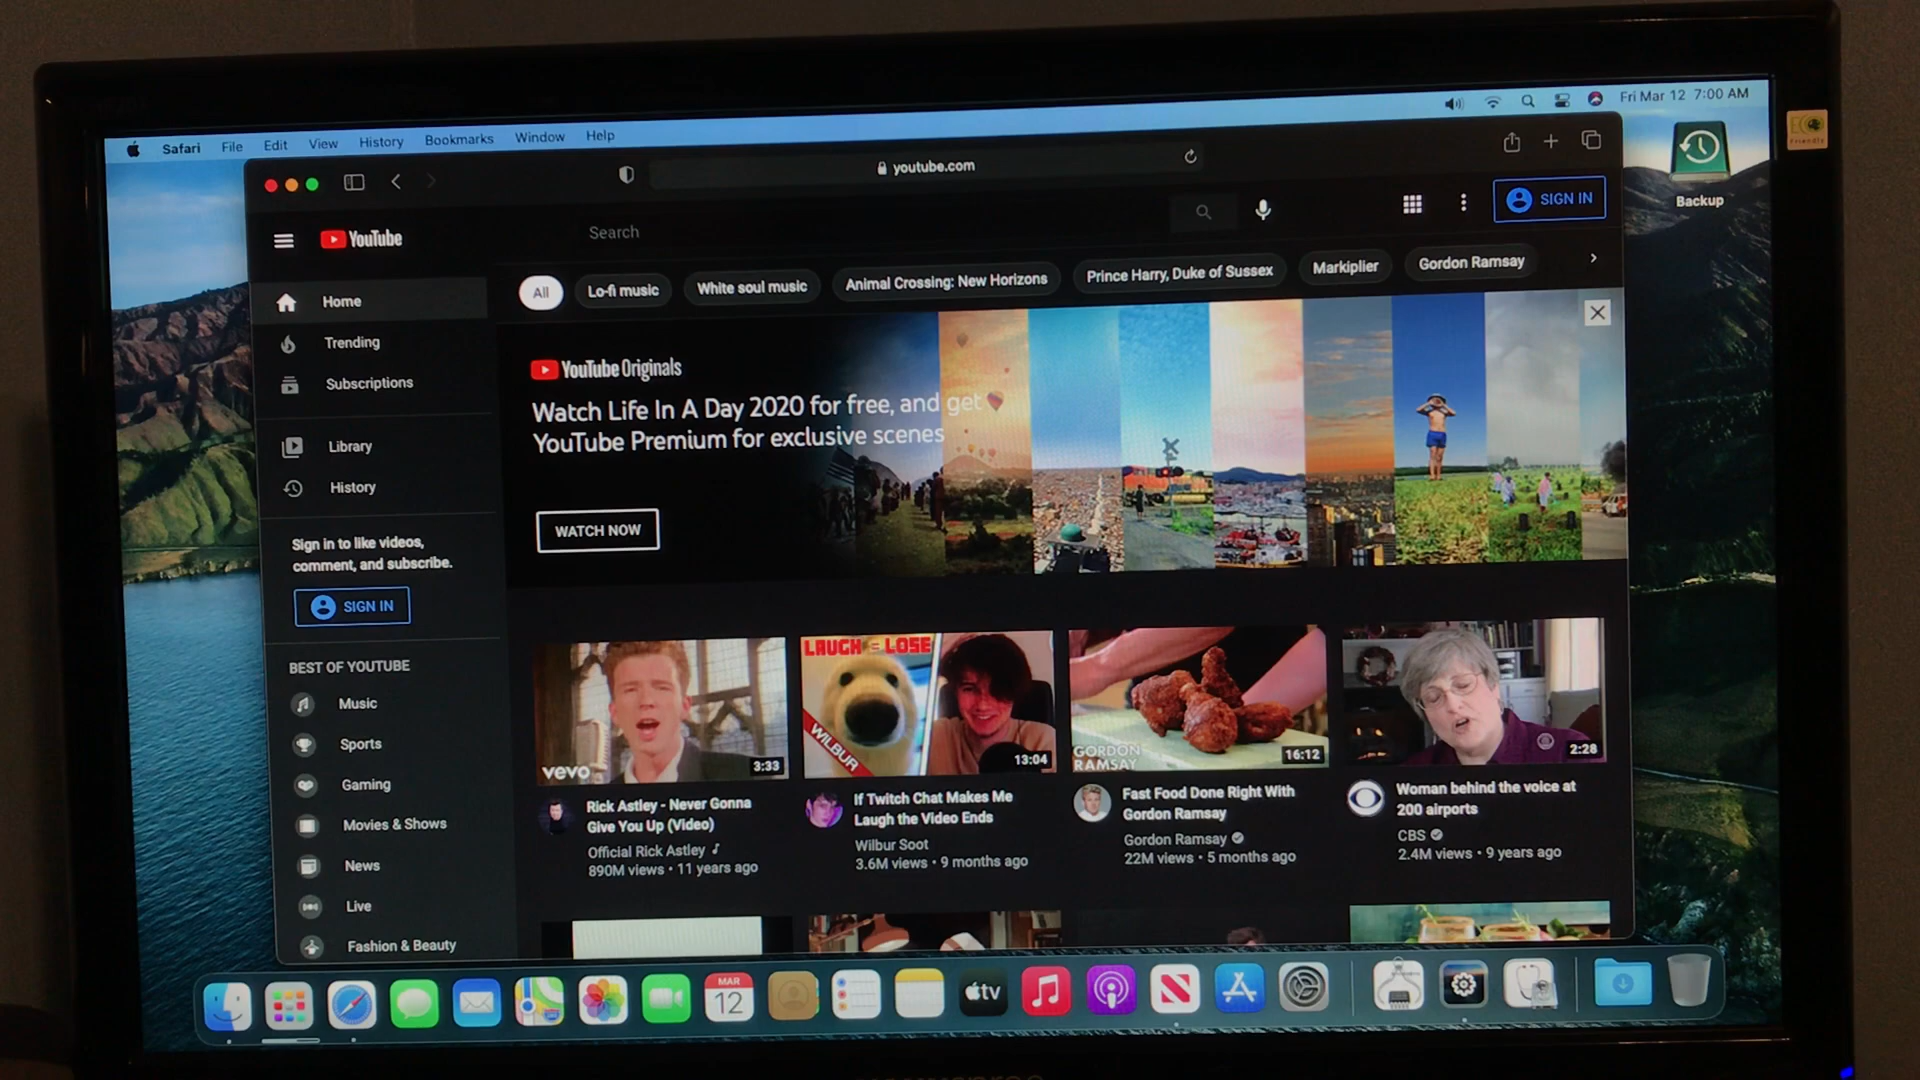 Safari File Edit View History Bookmarks Window Help
Fri Mar 12 7:00 AM
youtube.com
Backup
ECO
Friendly
YouTube
Search
SIGN IN
All
Lo-fi music
White soul music
Animal Crossing: New Horizons
Prince Harry, Duke of Sussex
Markiplier
Gordon Ramsay
Home
Trending
Subscriptions
Library
History
Sign in to like videos,
comment, and subscribe.
SIGN IN
BEST OF YOUTUBE
Music
Sports
Gaming
Movies & Shows
News
Live
Fashion & Beauty
YouTube Originals
Watch Life In A Day 2020 for free, and get
YouTube Premium for exclusive scenes
WATCH NOW
vevo
3:33
Rick Astley - Never Gonna
Give You Up (Video)
Official Rick Astley
890M views • 11 years ago
LAUGH = LOSE
WILBUR
13:04
If Twitch Chat Makes Me
Laugh the Video Ends
Wilbur Soot
3.6M views • 9 months ago
GORDON
RAMSAY
16:12
Fast Food Done Right With
Gordon Ramsay
Gordon Ramsay
22M views • 5 months ago
2:28
Woman behind the voice at
200 airports
CBS
2.4M views • 9 years ago
MAR
12
tv